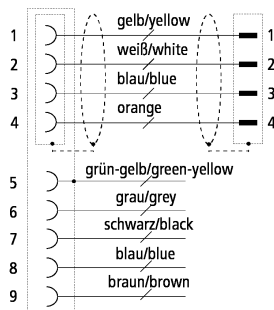 gelb/yellow
1 1
weiß/white
2 2
blau/blue
3 3
orange
4 4
grün-gelb/green-yellow
5
grau/grey
6
schwarz/black
7
blau/blue
8
braun/brown
9